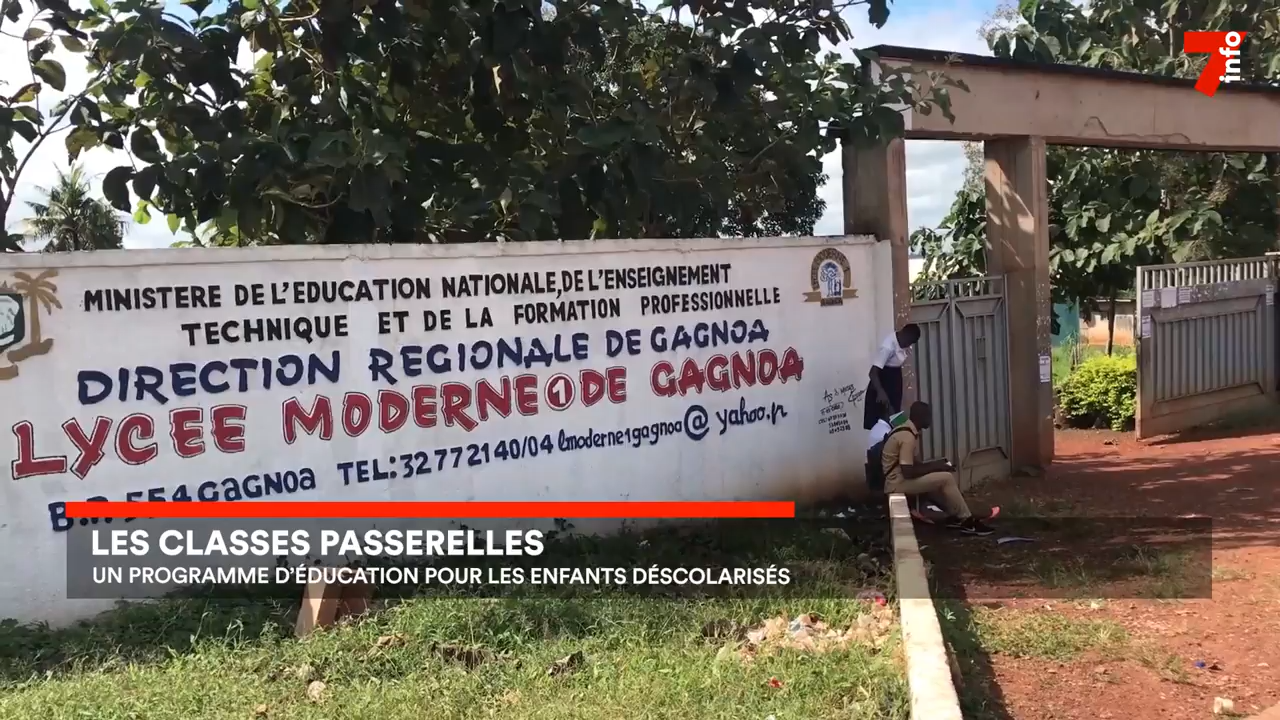 7info
MINISTERE DE L'EDUCATION NATIONALE, DE L'ENSEIGNEMENT
TECHNIQUE ET DE LA FORMATION PROFESSIONNELLE
DIRECTION REGIONALE DE GAGNOA
LYCEE MODERNE 1 DE GAGNOA
B.P. 554 GAGNOA TEL: 32772140/04 lmoderne1gagnoa@yahoo.fr
LES CLASSES PASSERELLES
UN PROGRAMME D'ÉDUCATION POUR LES ENFANTS DÉSCOLARISÉS